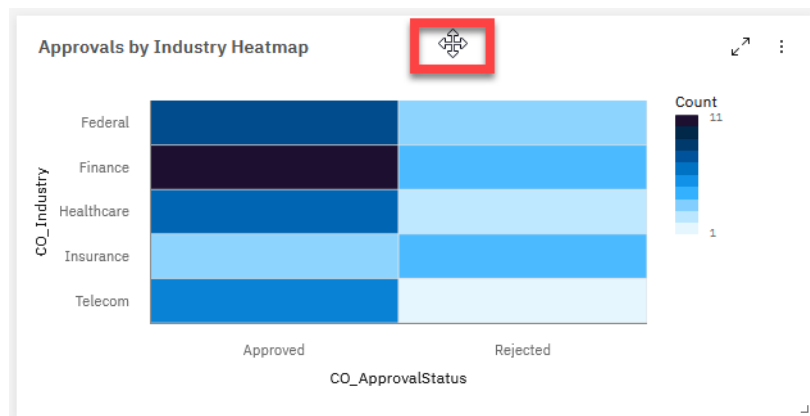 Approvals by Industry Heatmap
Count
11
1
CO_Industry
Federal
Finance
Healthcare
Insurance
Telecom
Approved
Rejected
CO_ApprovalStatus